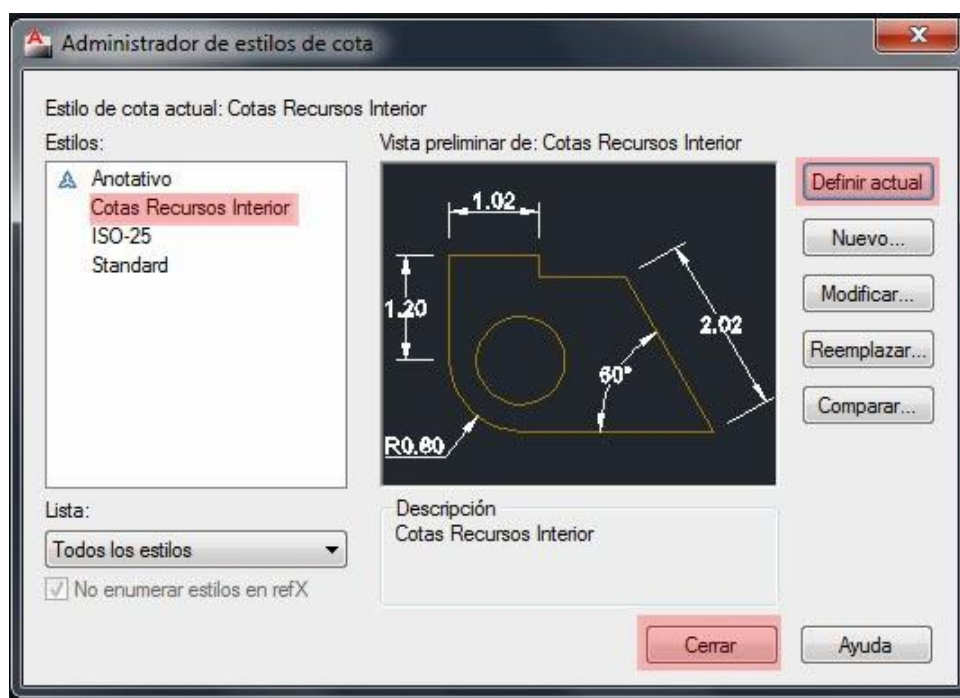 Administrador de estilos de cota
Estilo de cota actual: Cotas Recursos Interior
Estilos:
Anotativo
Cotas Recursos Interior
ISO-25
Standard
Vista preliminar de: Cotas Recursos Interior
1.02
1.20
2.02
60°
R0.80
Definir actual
Nuevo...
Modificar...
Reemplazar...
Comparar...
Lista:
Todos los estilos
No enumerar estilos en refX
Descripción
Cotas Recursos Interior
Cerrar
Ayuda